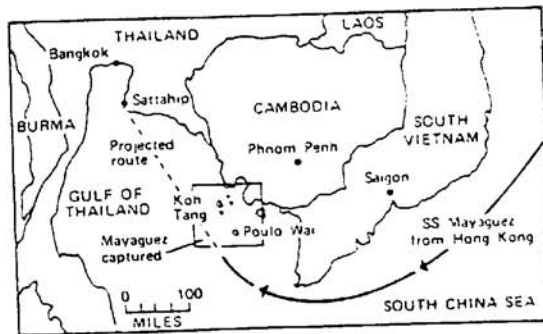 THAILAND
LAOS
Bangkok
Sattahip
BURMA
CAMBODIA
SOUTH
VIETNAM
Projected
route
Phnom Penh
Saigon
GULF OF
THAILAND
Koh
Tang
Poulo Wai
Mayaguez
captured
SS Mayaguez
from Hong Kong
0 100
MILES
SOUTH CHINA SEA